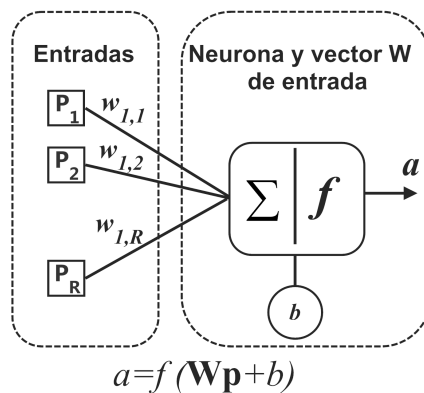 Entradas
Neurona y vector W
de entrada
P1
w1,1
P2
w1,2
w1,R
PR
∑ f
a
b
a=f (Wp+b)